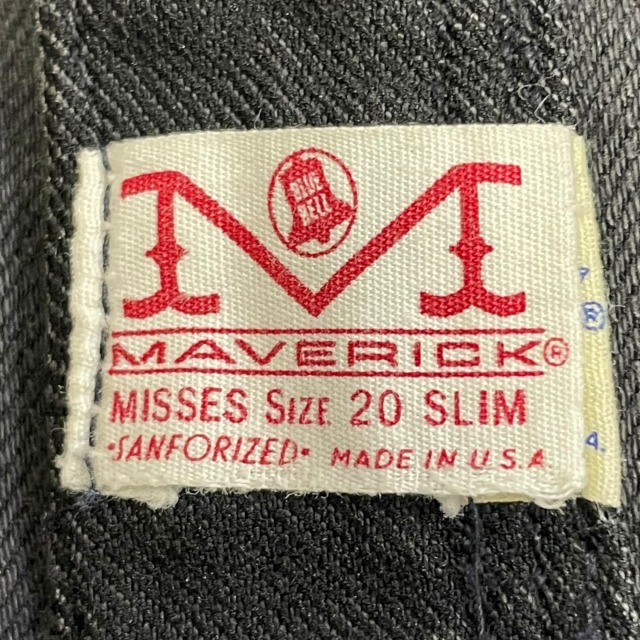 BLUE
BELL
M
MAVERICK®
MISSES SIZE 20 SLIM
•SANFORIZED• MADE IN U.S.A.
®
A.